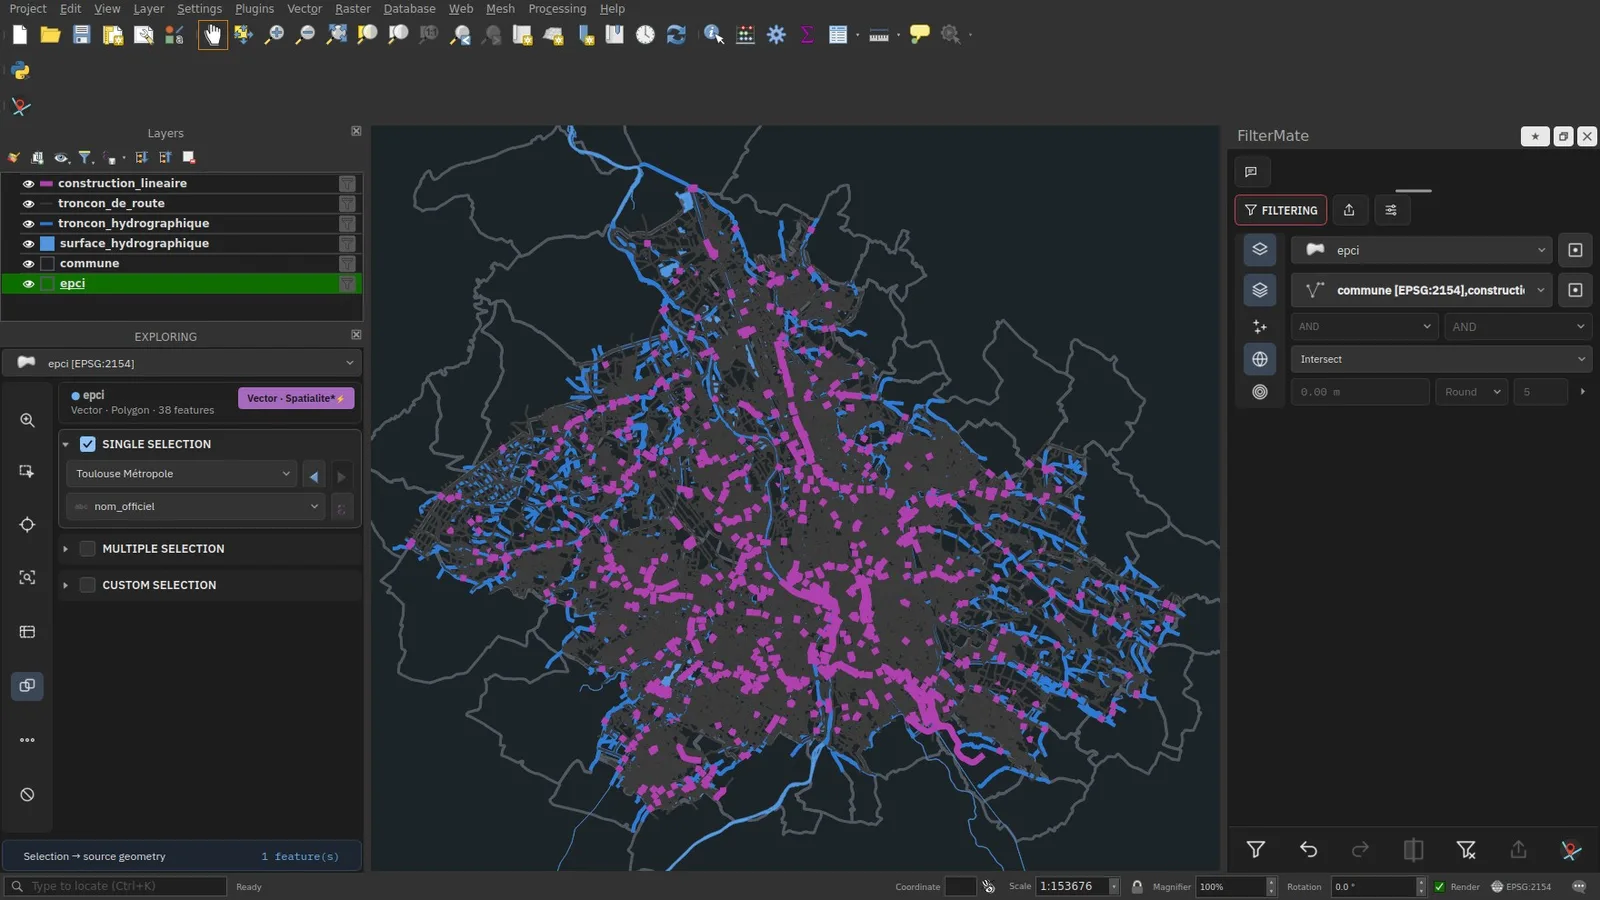 Project Edit View Layer Settings Plugins Vector Raster Database Web Mesh Processing Help
Layers
construction_lineaire
troncon_de_route
troncon_hydrographique
surface_hydrographique
commune
epci
EXPLORING
epci [EPSG:2154]
epci
Vector · Polygon · 38 features
Vector · Spatialite*⚡
SINGLE SELECTION
Toulouse Métropole
nom_officiel
MULTIPLE SELECTION
CUSTOM SELECTION
Selection → source geometry 1 feature(s)
FilterMate
FILTERING
epci
commune [EPSG:2154],constructi
AND AND
Intersect
0.00 m Round 5
Type to locate (Ctrl+K) Ready Coordinate Scale 1:153676 Magnifier 100% Rotation 0.0 ° Render EPSG:2154